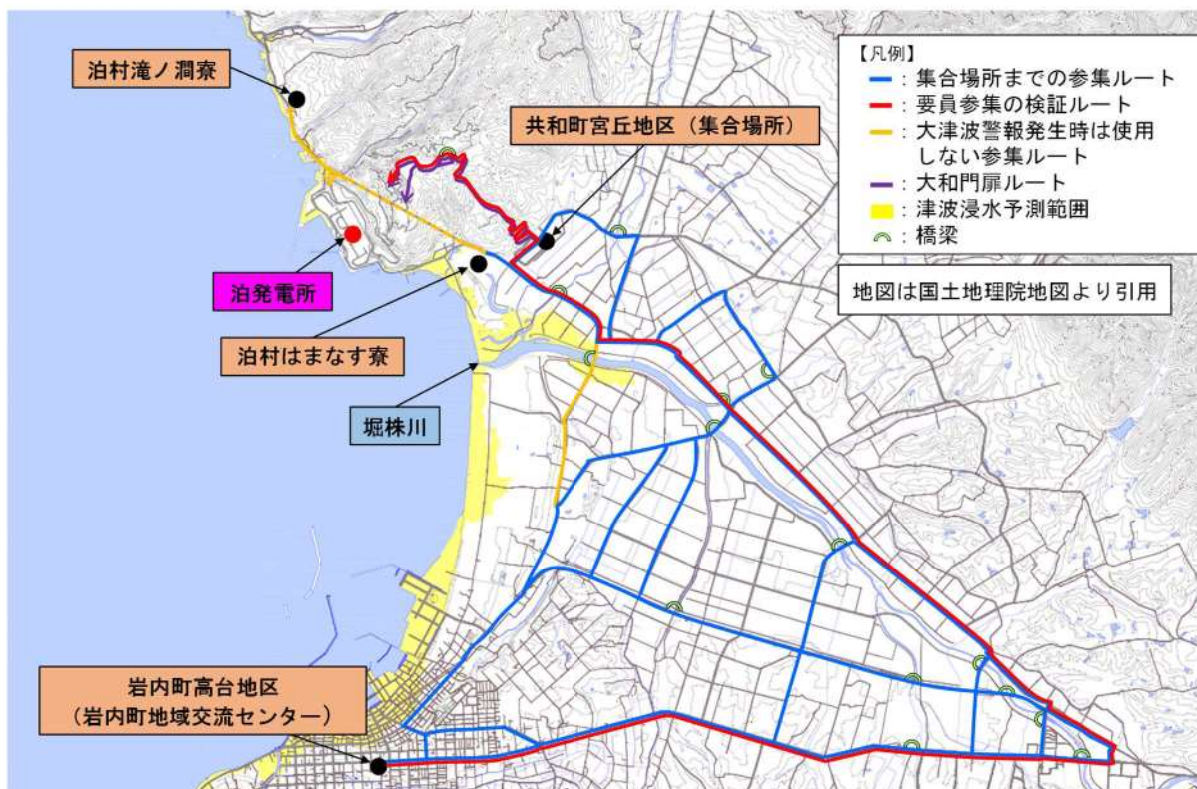 泊村滝ノ澗寮
共和町宮丘地区（集合場所）
【凡例】
：集合場所までの参集ルート
：要員参集の検証ルート
：大津波警報発生時は使用
しない参集ルート
：大和門扉ルート
：津波浸水予測範囲
：橋梁
地図は国土地理院地図より引用
泊発電所
泊村はまなす寮
堀株川
岩内町高台地区
（岩内町地域交流センター）